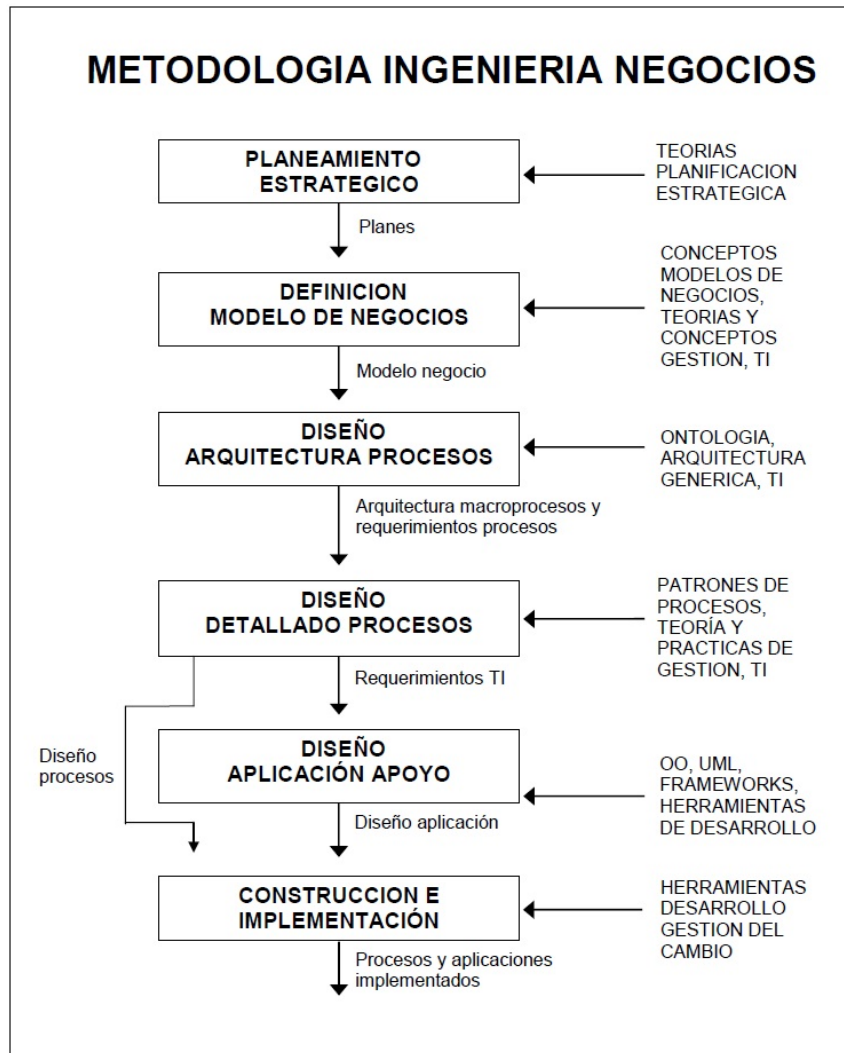 METODOLOGIA INGENIERIA NEGOCIOS
PLANEAMIENTO
ESTRATEGICO
TEORIAS
PLANIFICACION
ESTRATEGICA
Planes
DEFINICION
MODELO DE NEGOCIOS
CONCEPTOS
MODELOS DE
NEGOCIOS,
TEORIAS Y
CONCEPTOS
GESTION, TI
Modelo negocio
DISEÑO
ARQUITECTURA PROCESOS
ONTOLOGIA,
ARQUITECTURA
GENERICA, TI
Arquitectura macroprocesos y
requerimientos procesos
DISEÑO
DETALLADO PROCESOS
PATRONES DE
PROCESOS,
TEORÍA Y
PRACTICAS DE
GESTION, TI
Requerimientos TI
Diseño
procesos
DISEÑO
APLICACIÓN APOYO
OO, UML,
FRAMEWORKS,
HERRAMIENTAS
DE DESARROLLO
Diseño aplicación
CONSTRUCCION E
IMPLEMENTACIÓN
HERRAMIENTAS
DESARROLLO
GESTION DEL
CAMBIO
Procesos y aplicaciones
implementados